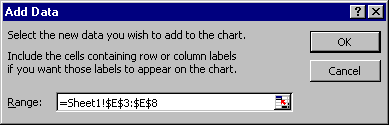 Add Data
Select the new data you wish to add to the chart.
Include the cells containing row or column labels
if you want those labels to appear on the chart.
OK
Cancel
Range: =Sheet1!$E$3:$E$8